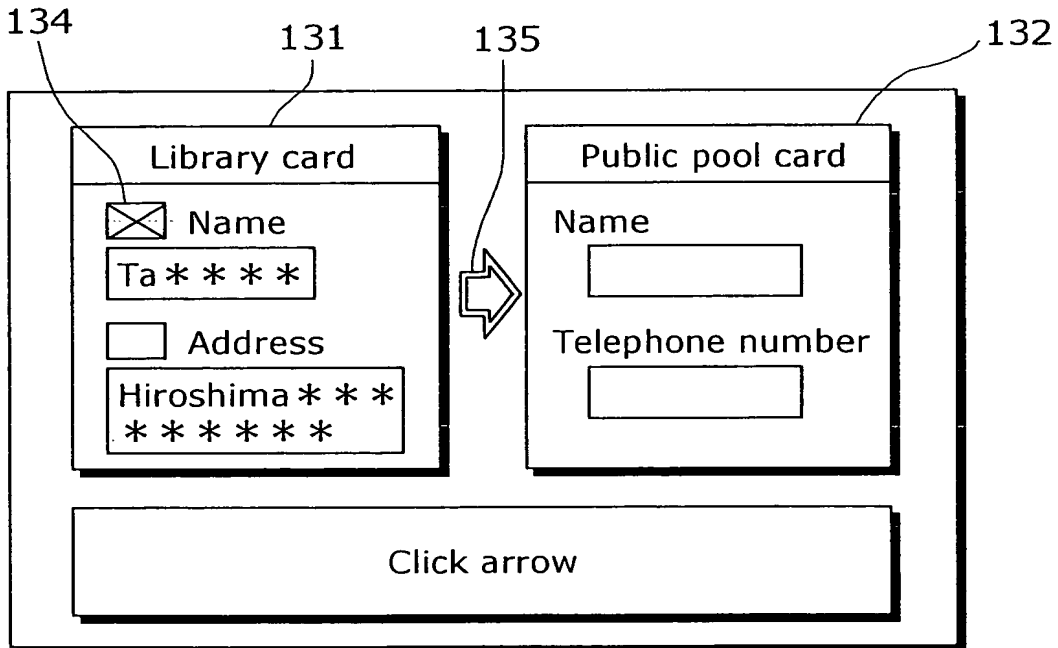 134
131
135
132
Library card
Public pool card
Name
Ta＊＊＊＊
Address
Hiroshima＊＊＊
＊＊＊＊＊＊
Name
Telephone number
Click arrow